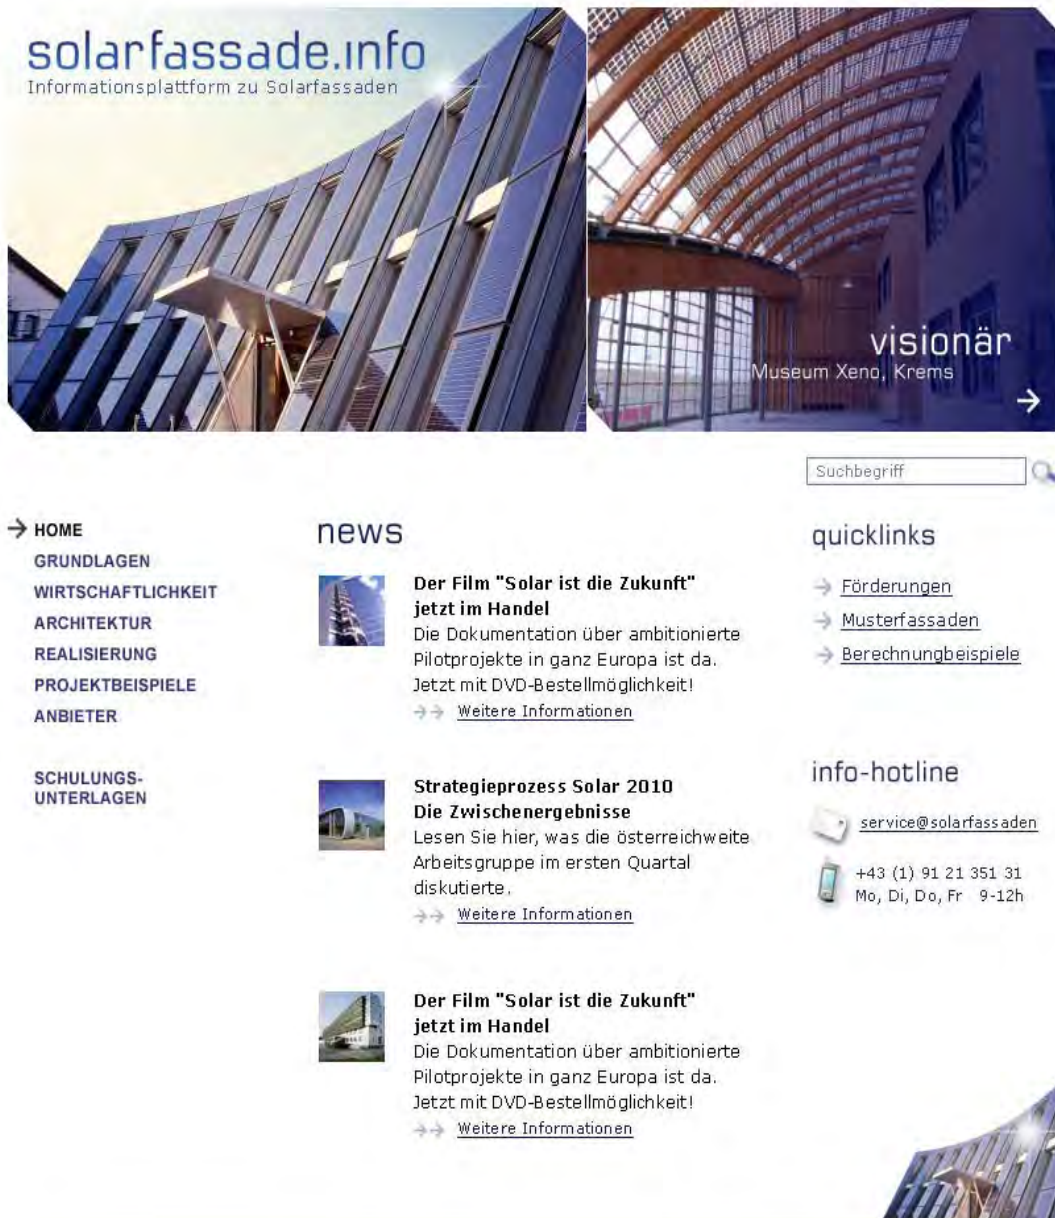 solarfassade.info
Informationsplattform zu Solarfassaden
visionär
Museum Xeno, Krems
Suchbegriff
HOME
GRUNDLAGEN
WIRTSCHAFTLICHKEIT
ARCHITEKTUR
REALISIERUNG
PROJEKTBEISPIELE
ANBIETER
SCHULUNGS-
UNTERLAGEN
news
Der Film "Solar ist die Zukunft"
jetzt im Handel
Die Dokumentation über ambitionierte
Pilotprojekte in ganz Europa ist da.
Jetzt mit DVD-Bestellmöglichkeit!
Weitere Informationen
Strategieprozess Solar 2010
Die Zwischenergebnisse
Lesen Sie hier, was die österreichweite
Arbeitsgruppe im ersten Quartal
diskutierte.
Weitere Informationen
Der Film "Solar ist die Zukunft"
jetzt im Handel
Die Dokumentation über ambitionierte
Pilotprojekte in ganz Europa ist da.
Jetzt mit DVD-Bestellmöglichkeit!
Weitere Informationen
quicklinks
Förderungen
Musterfassaden
Berechnungbeispiele
info-hotline
service@solarfassaden
+43 (1) 91 21 351 31
Mo, Di, Do, Fr 9-12h